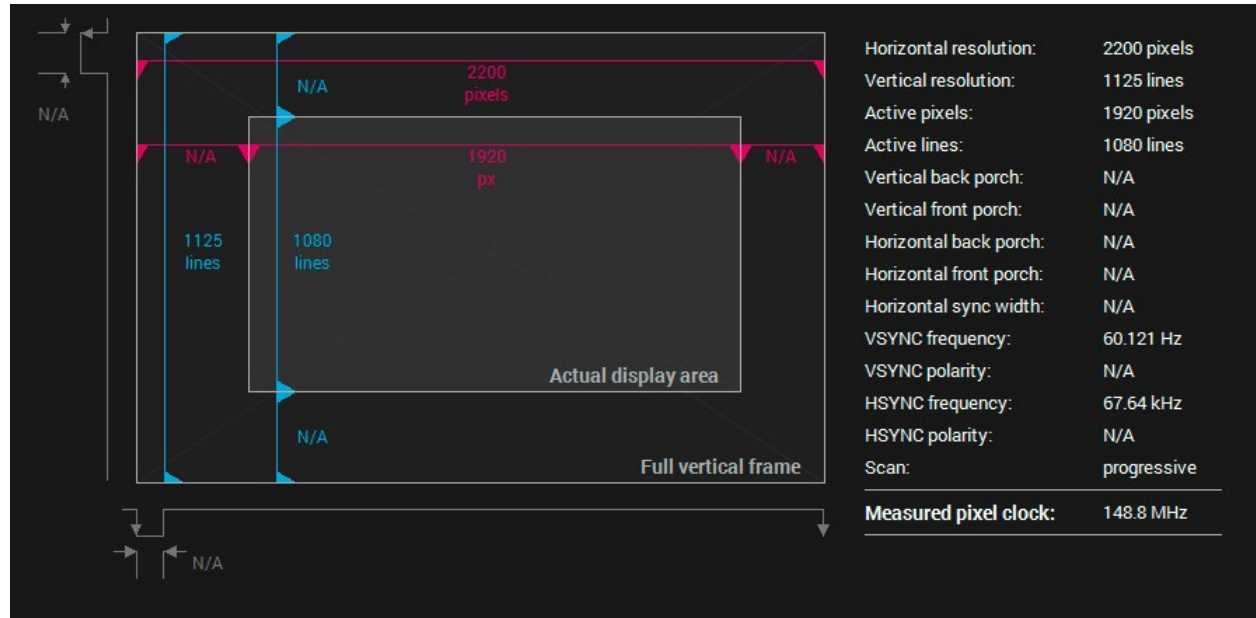 N/A
N/A
2200
pixels
N/A
1920
px
N/A
1125
lines
1080
lines
Actual display area
N/A
Full vertical frame
N/A
Horizontal resolution: 2200 pixels
Vertical resolution: 1125 lines
Active pixels: 1920 pixels
Active lines: 1080 lines
Vertical back porch: N/A
Vertical front porch: N/A
Horizontal back porch: N/A
Horizontal front porch: N/A
Horizontal sync width: N/A
VSYNC frequency: 60.121 Hz
VSYNC polarity: N/A
HSYNC frequency: 67.64 kHz
HSYNC polarity: N/A
Scan: progressive
Measured pixel clock: 148.8 MHz